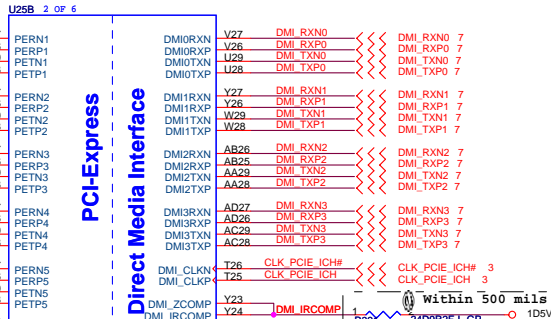 U25B 2 OF 6
PERN1 DMI0RXN V27 DMI_RXN0 DMI_RXN0 7
PERP1 DMI0RXP V26 DMI_RXP0 DMI_RXP0 7
PETN1 DMI0TXN U29 DMI_TXN0 DMI_TXN0 7
PETP1 DMI0TXP U28 DMI_TXP0 DMI_TXP0 7
PERN2 DMI1RXN Y27 DMI_RXN1 DMI_RXN1 7
PERP2 DMI1RXP Y26 DMI_RXP1 DMI_RXP1 7
PETN2 DMI1TXN W29 DMI_TXN1 DMI_TXN1 7
PETP2 DMI1TXP W28 DMI_TXP1 DMI_TXP1 7
PERN3 DMI2RXN AB26 DMI_RXN2 DMI_RXN2 7
PERP3 DMI2RXP AB25 DMI_RXP2 DMI_RXP2 7
PETN3 DMI2TXN AA29 DMI_TXN2 DMI_TXN2 7
PETP3 DMI2TXP AA28 DMI_TXP2 DMI_TXP2 7
PERN4 DMI3RXN AD27 DMI_RXN3 DMI_RXN3 7
PERP4 DMI3RXP AD26 DMI_RXP3 DMI_RXP3 7
PETN4 DMI3TXN AC29 DMI_TXN3 DMI_TXN3 7
PETP4 DMI3TXP AC28 DMI_TXP3 DMI_TXP3 7
PERN5 DMI_CLKN T26 CLK_PCIE_ICH# CLK_PCIE_ICH# 3
PERP5 DMI_CLKP T25 CLK_PCIE_ICH CLK_PCIE_ICH 3
PETN5
PETP5 DMI_ZCOMP Y23
DMI_IRCOMP Y24 DMI_IRCOMP 1
PCI-Express
Direct Media Interface
Within 500 mils
1D5V